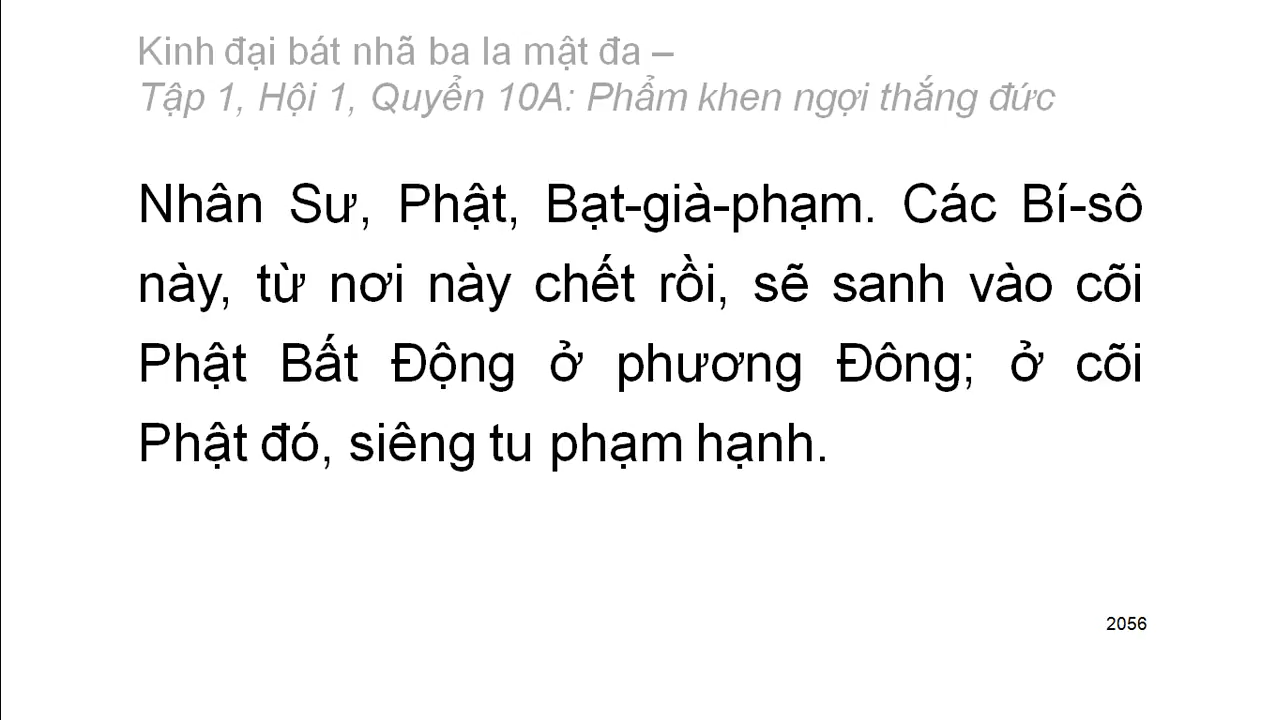 Kinh đại bát nhã ba la mật đa –
Tập 1, Hội 1, Quyển 10A: Phẩm khen ngợi thắng đức
Nhân Sư, Phật, Bạt-già-phạm. Các Bí-sô
này, từ nơi này chết rồi, sẽ sanh vào cõi
Phật Bất Động ở phương Đông; ở cõi
Phật đó, siêng tu phạm hạnh.
2056